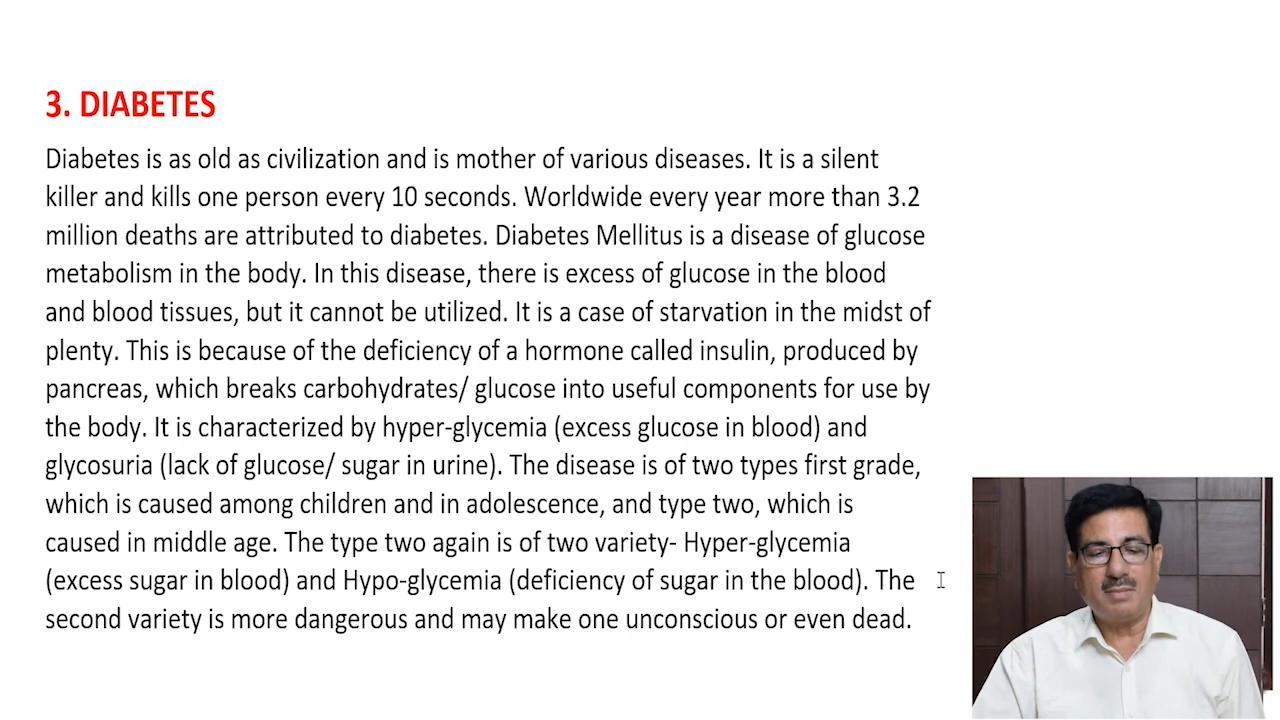 3. DIABETES
Diabetes is as old as civilization and is mother of various diseases. It is a silent
killer and kills one person every 10 seconds. Worldwide every year more than 3.2
million deaths are attributed to diabetes. Diabetes Mellitus is a disease of glucose
metabolism in the body. In this disease, there is excess of glucose in the blood
and blood tissues, but it cannot be utilized. It is a case of starvation in the midst of
plenty. This is because of the deficiency of a hormone called insulin, produced by
pancreas, which breaks carbohydrates/ glucose into useful components for use by
the body. It is characterized by hyper-glycemia (excess glucose in blood) and
glycosuria (lack of glucose/ sugar in urine). The disease is of two types first grade,
which is caused among children and in adolescence, and type two, which is
caused in middle age. The type two again is of two variety- Hyper-glycemia
(excess sugar in blood) and Hypo-glycemia (deficiency of sugar in the blood). The
second variety is more dangerous and may make one unconscious or even dead.